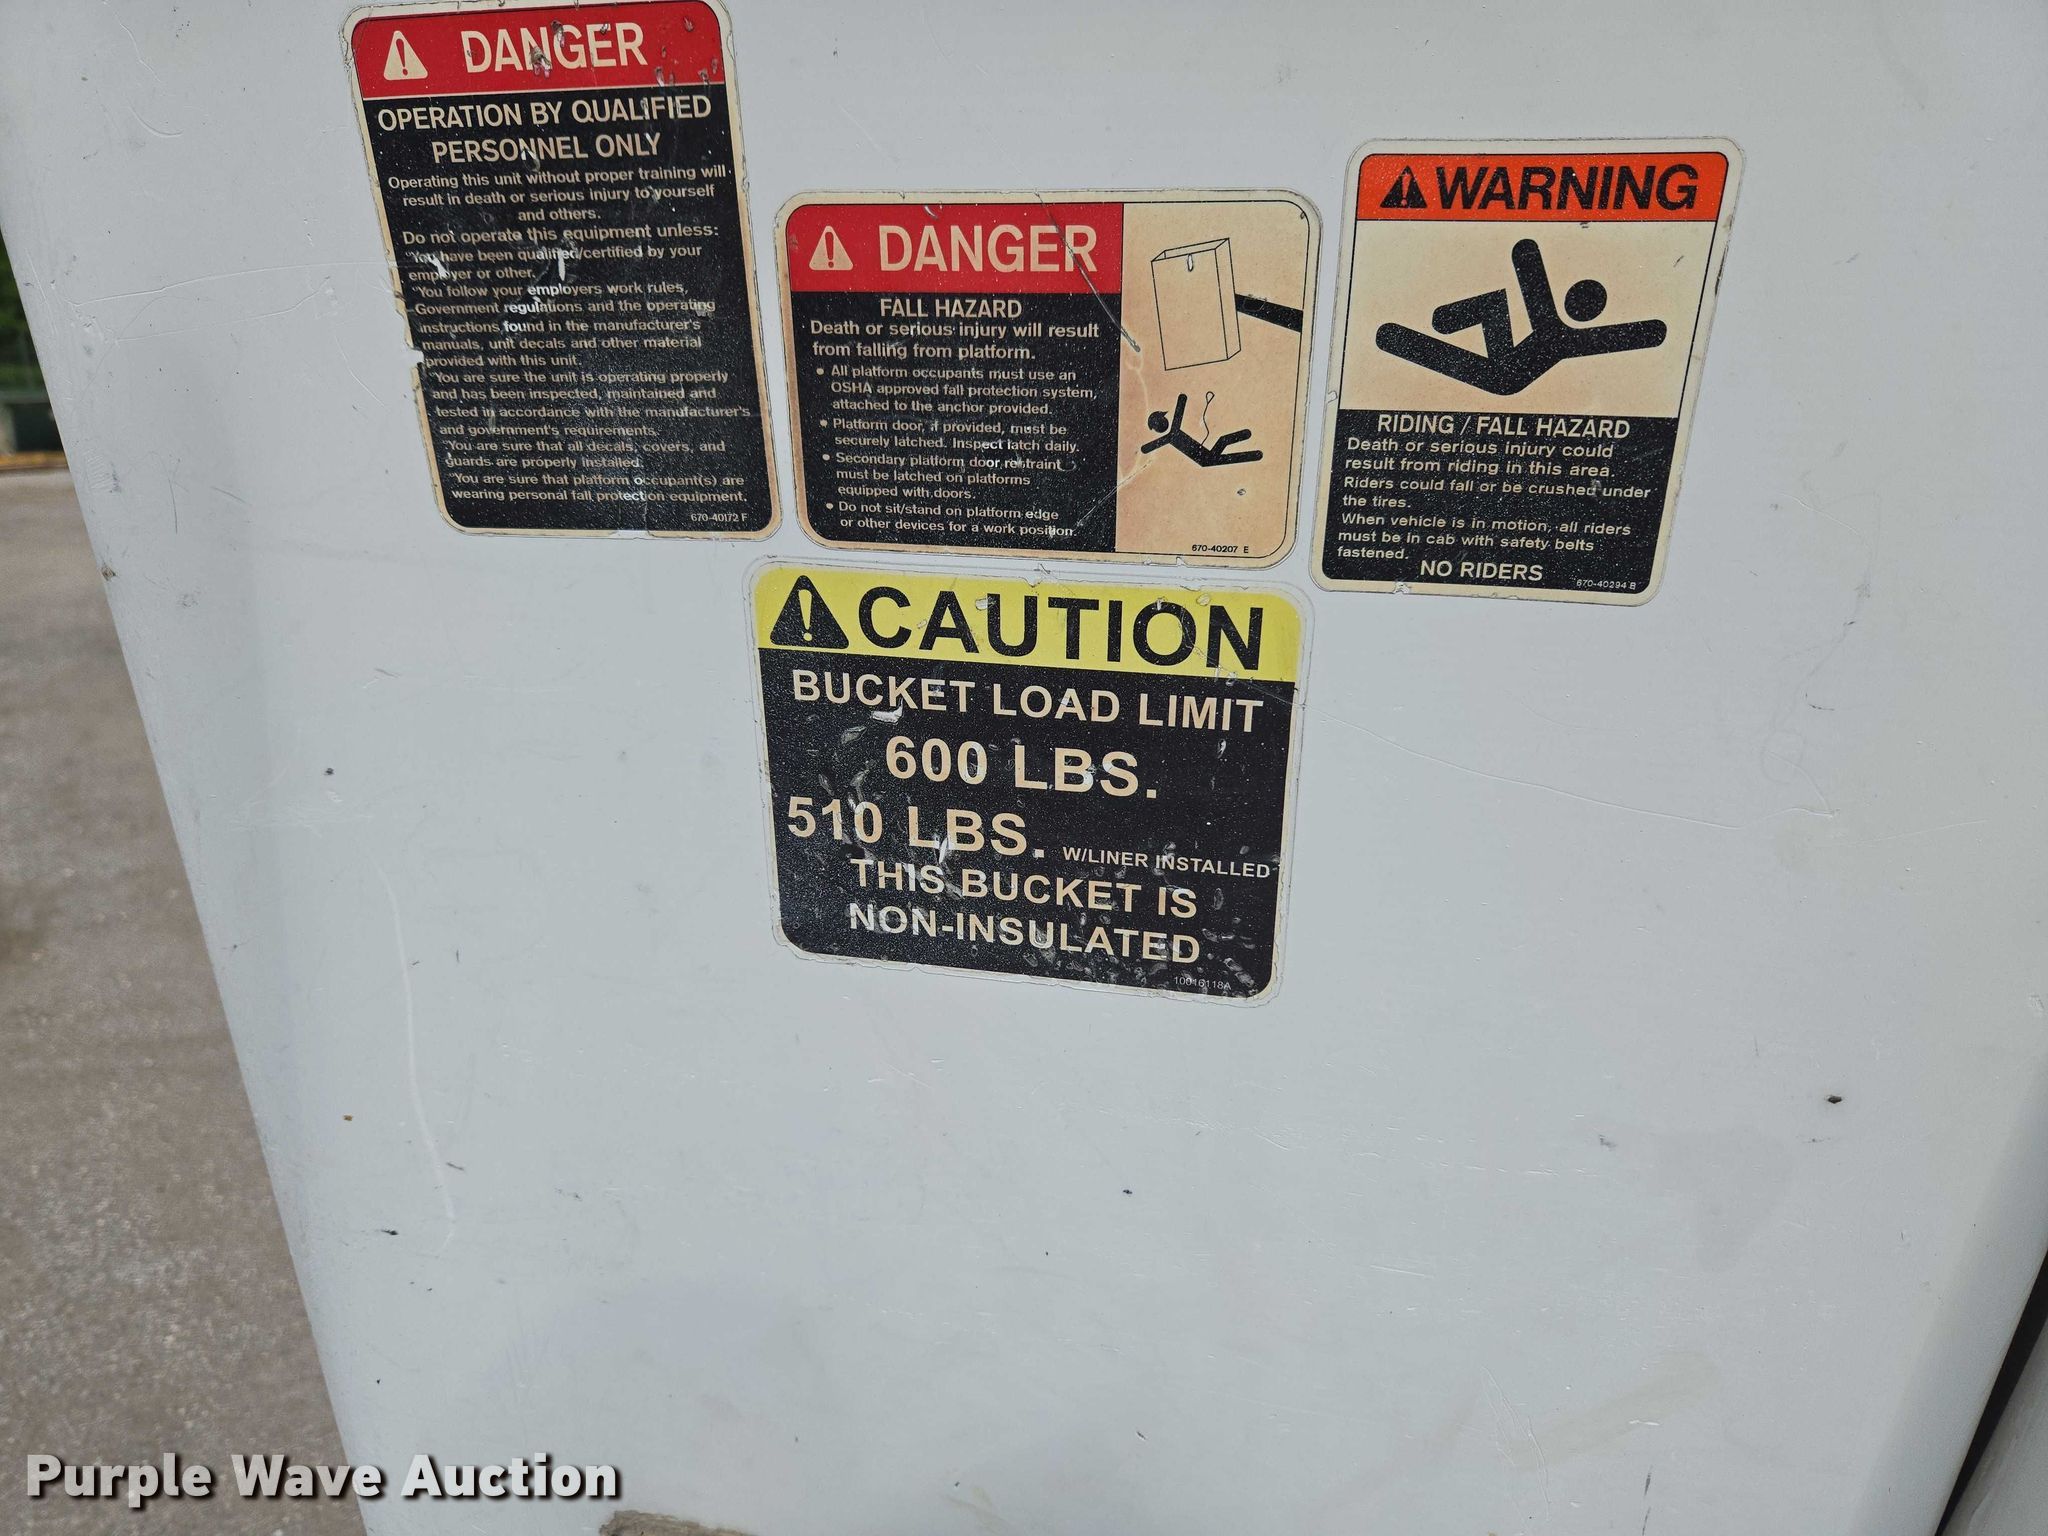 DANGER
OPERATION BY QUALIFIED
PERSONNEL ONLY
Operating this unit without proper training will
result in death or serious injury to yourself
and others.
Do not operate this equipment unless:
"You have been qualified/certified by your
employer or other.
"You follow your employers work rules,
Government regulations and the operating
instructions found in the manufacturer's
manuals, unit decals and other material
provided with this unit.
"You are sure the unit is operating properly
and has been inspected, maintained and
tested in accordance with the manufacturer's
and government's requirements.
"You are sure that all decals, covers, and
guards are properly installed.
"You are sure that platform occupant(s) are
wearing personal fall protection equipment.
670-40172 F
DANGER
FALL HAZARD
Death or serious injury will result
from falling from platform.
• All platform occupants must use an
OSHA approved fall protection system,
attached to the anchor provided.
• Platform door, if provided, must be
securely latched. Inspect latch daily.
• Secondary platform door restraint
must be latched on platforms
equipped with doors.
• Do not sit/stand on platform edge
or other devices for a work position.
670-40207 E
WARNING
RIDING / FALL HAZARD
Death or serious injury could
result from riding in this area.
Riders could fall or be crushed under
the tires.
When vehicle is in motion, all riders
must be in cab with safety belts
fastened.
NO RIDERS
670-40294 B
CAUTION
BUCKET LOAD LIMIT
600 LBS.
510 LBS. W/LINER INSTALLED
THIS BUCKET IS
NON-INSULATED
10016118A
Purple Wave Auction